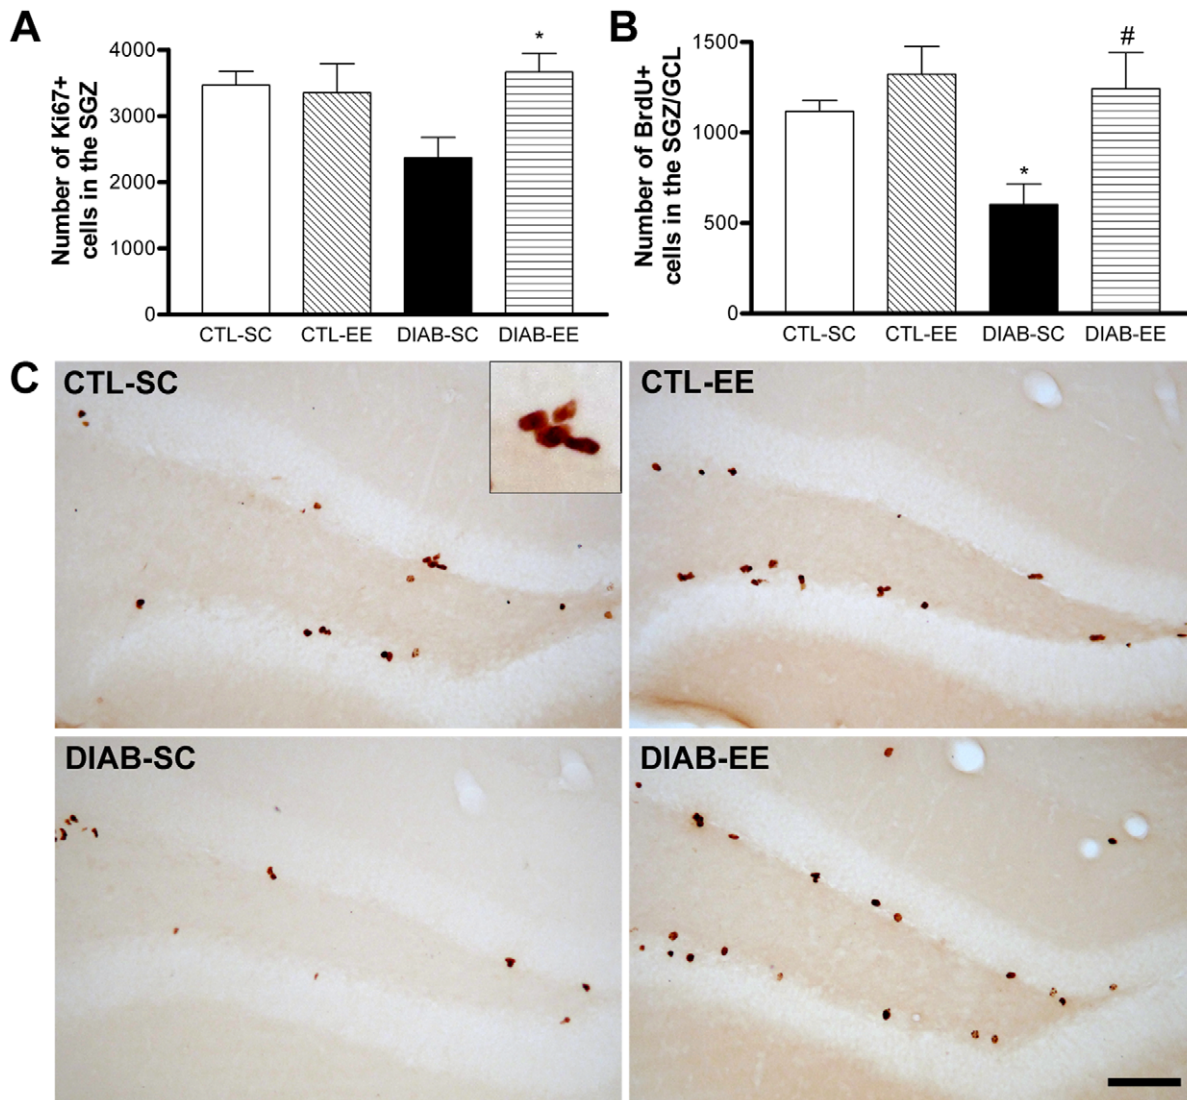 A
Number of Ki67+
cells in the SGZ
4000
3000
2000
1000
0
*
CTL-SC
CTL-EE
DIAB-SC
DIAB-EE
B
Number of BrdU+
cells in the SGZ/GCL
1500
1000
500
0
*
#
CTL-SC
CTL-EE
DIAB-SC
DIAB-EE
C
CTL-SC
CTL-EE
DIAB-SC
DIAB-EE